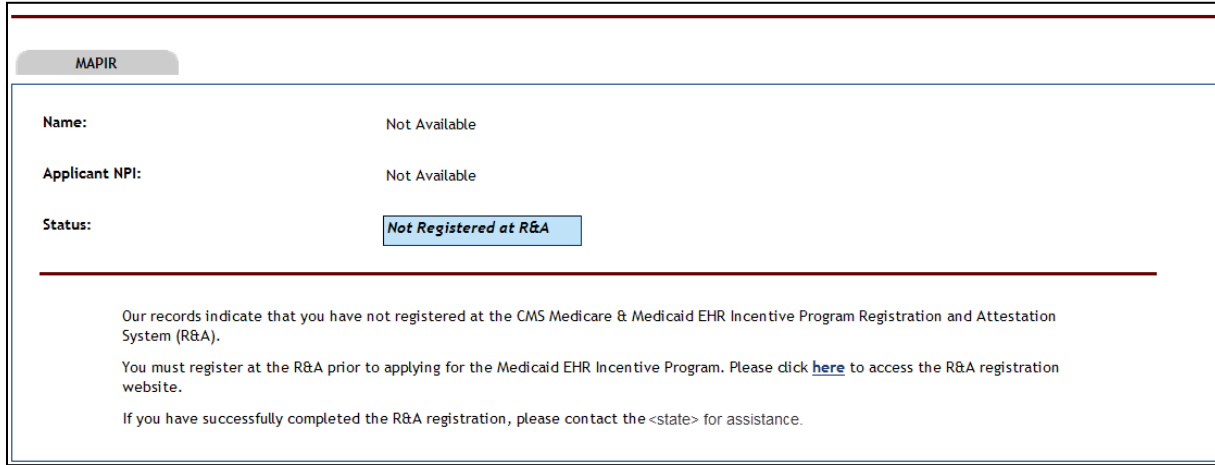 MAPIR
Name: Not Available
Applicant NPI: Not Available
Status: Not Registered at R&A
Our records indicate that you have not registered at the CMS Medicare & Medicaid EHR Incentive Program Registration and Attestation
System (R&A).
You must register at the R&A prior to applying for the Medicaid EHR Incentive Program. Please click here to access the R&A registration
website.
If you have successfully completed the R&A registration, please contact the <state> for assistance.